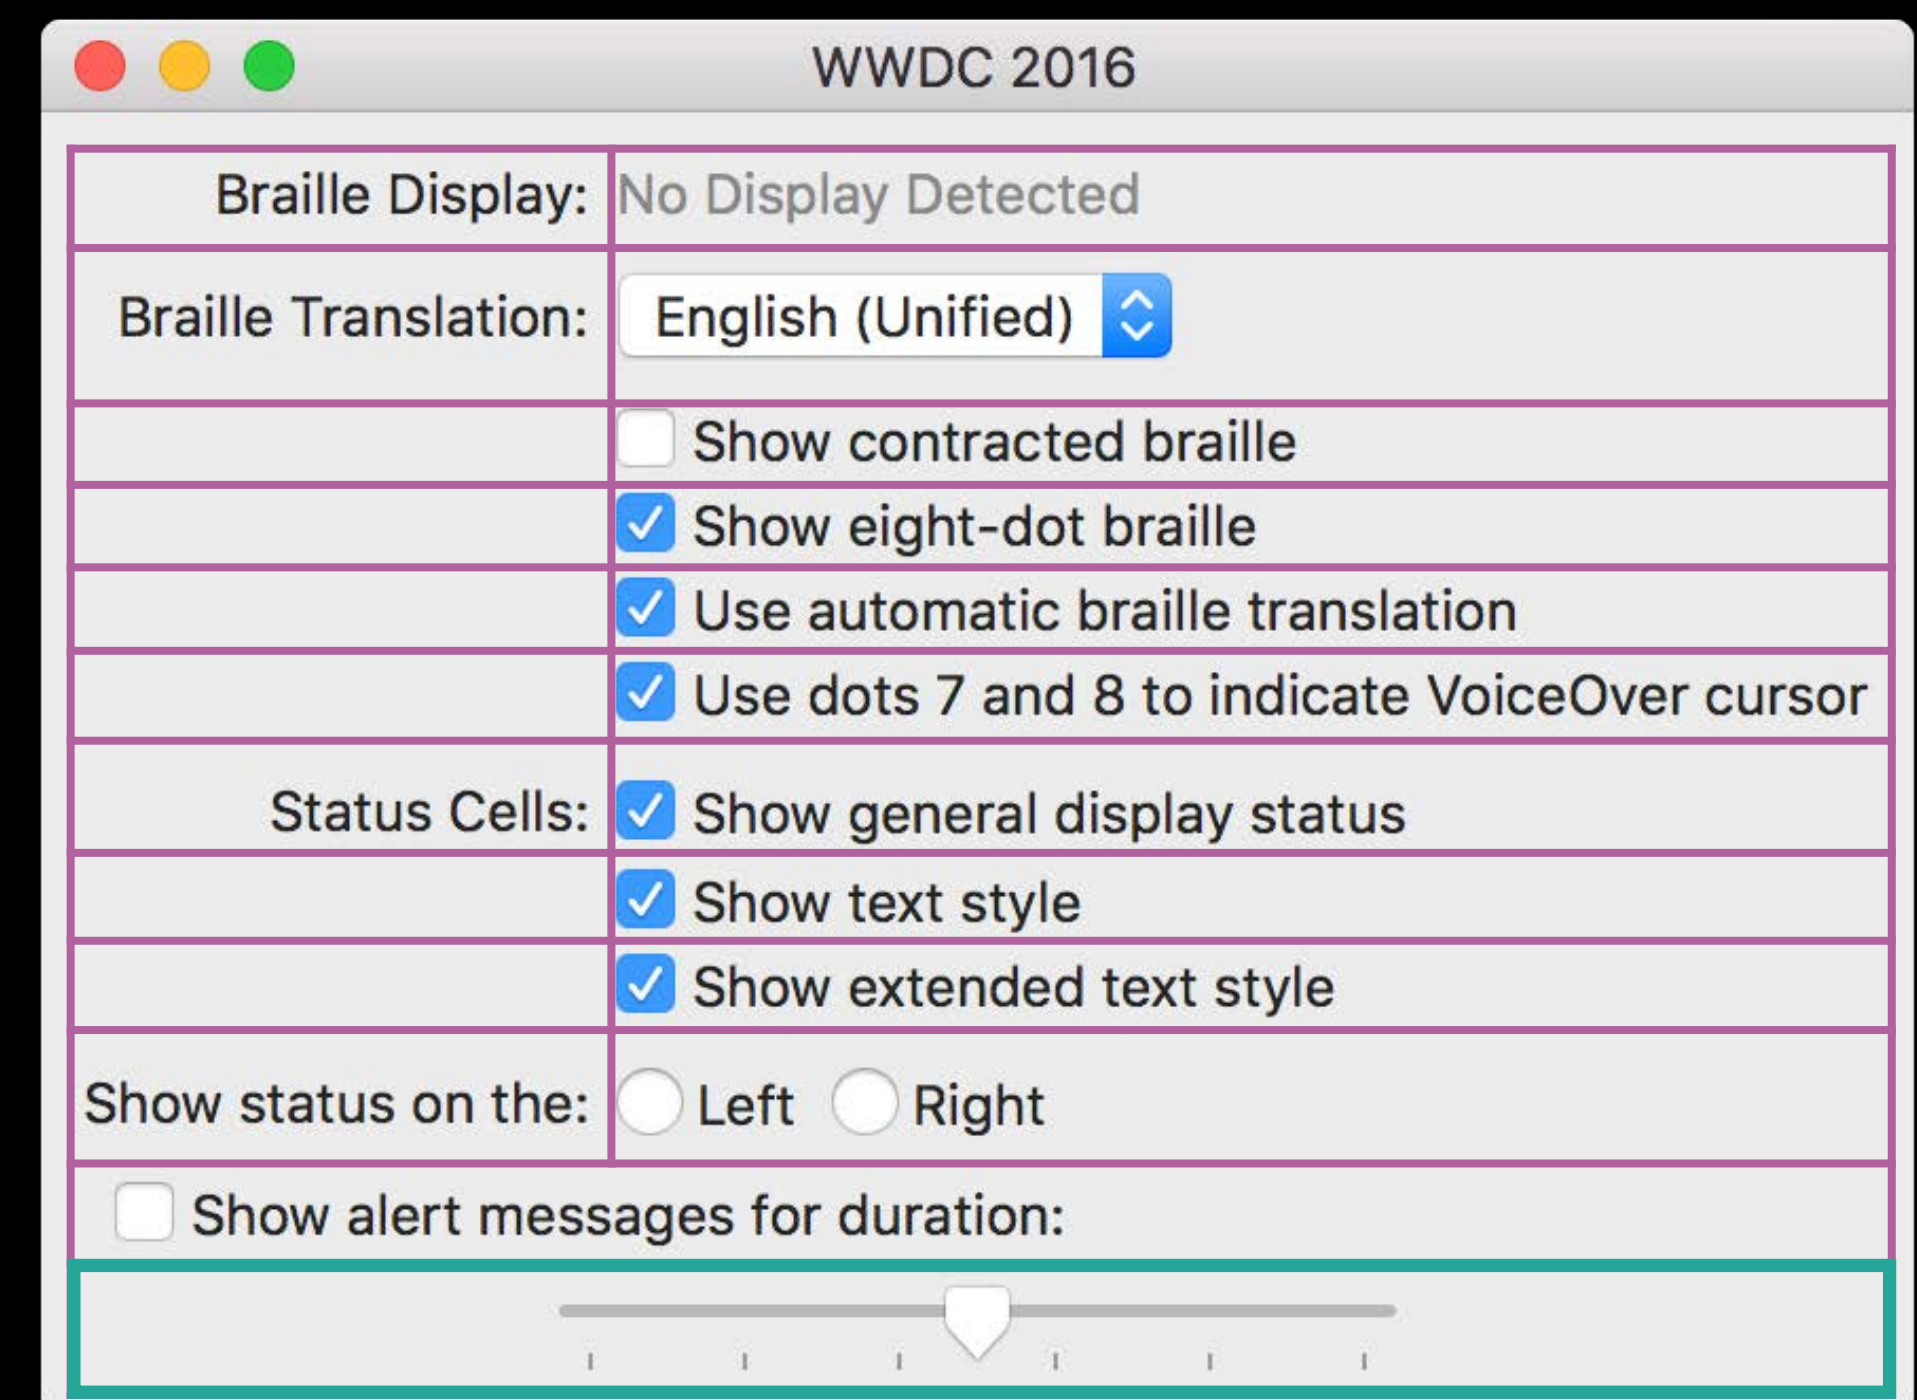 WWDC 2016
Braille Display: No Display Detected
Braille Translation: English (Unified)
Show contracted braille
Show eight-dot braille
Use automatic braille translation
Use dots 7 and 8 to indicate VoiceOver cursor
Status Cells: Show general display status
Show text style
Show extended text style
Show status on the: Left Right
Show alert messages for duration: